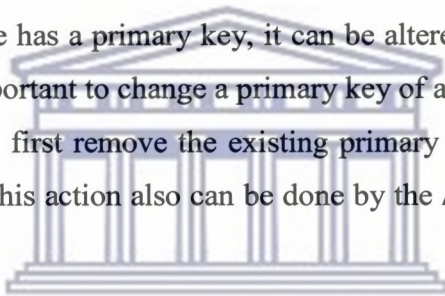 e has a primary key, it can be altere
portant to change a primary key of a
first remove the existing primary
his action also can be done by the